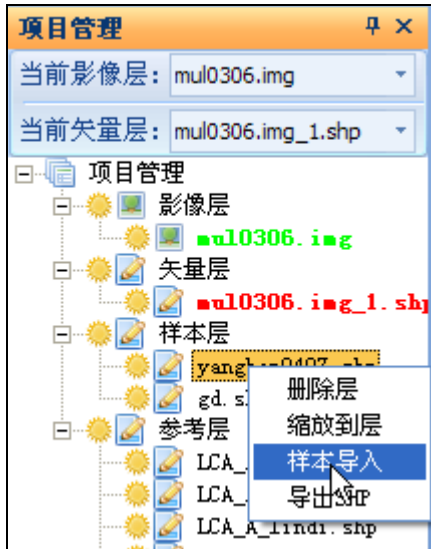 项目管理
当前影像层: mul0306.img
当前矢量层: mul0306.img_1.shp
项目管理
影像层
mul0306.img
矢量层
mul0306.img_1.shp
样本层
gd.s
参考层
LCA_
LCA_
LCA_A_lindi.shp
删除层
缩放到层
样本导入
导出SHP